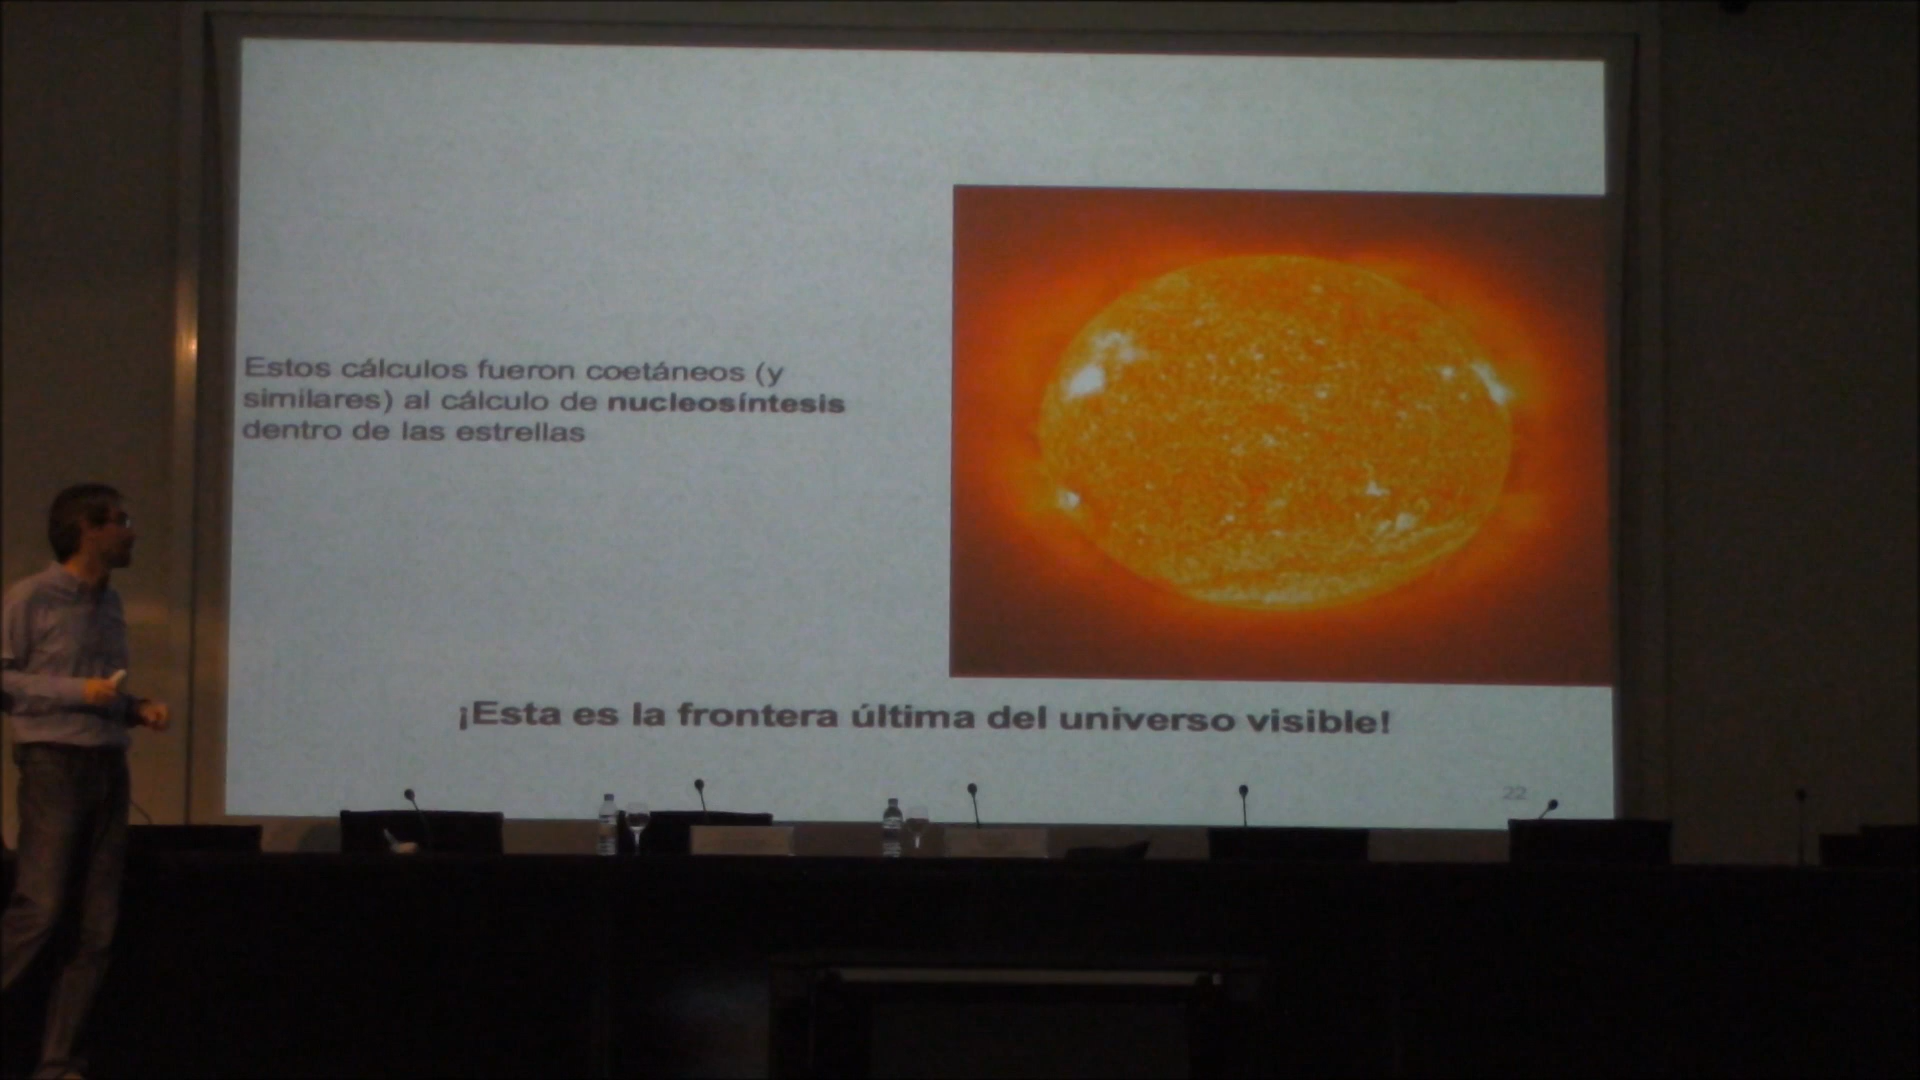 Estos cálculos fueron coetáneos (y
similares) al cálculo de nucleosíntesis
dentro de las estrellas
¡Esta es la frontera última del universo visible!
22